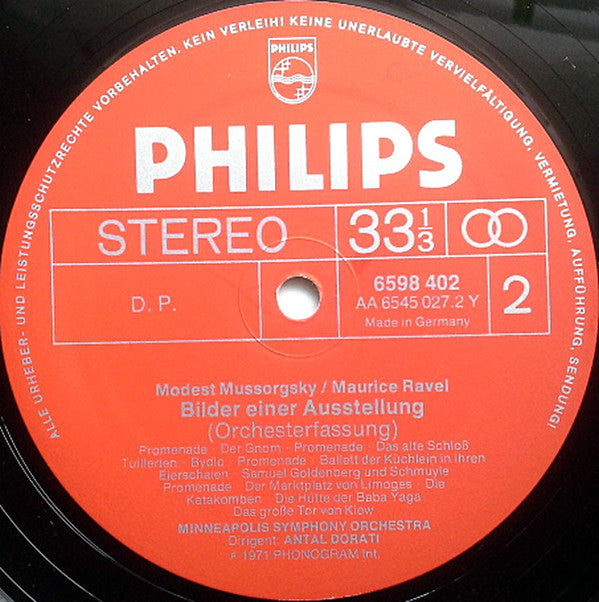 ALLE URHEBER- UND LEISTUNGSSCHUTZRECHTE VORBEHALTEN. KEIN VERLEIH! KEINE UNERLAUBTE VERVIELFÄLTIGUNG, VERMIETUNG, AUFFÜHRUNG, SENDUNG!
PHILIPS
PHILIPS
STEREO
33 1/3
D. P.
6598 402
AA 6545 027.2 Y
Made in Germany
2
Modest Mussorgsky / Maurice Ravel
Bilder einer Ausstellung
(Orchesterfassung)
Promenade · Der Gnom · Promenade · Das alte Schloß
Tuillerien · Bydlo · Promenade · Ballett der Küchlein in ihren
Eierschalen · Samuel Goldenberg und Schmuyle
Promenade · Der Marktplatz von Limoges · Die
Katakomben · Die Hütte der Baba Yaga
Das große Tor von Kiew
MINNEAPOLIS SYMPHONY ORCHESTRA
Dirigent: ANTAL DORATI
℗ 1971 PHONOGRAM Int.